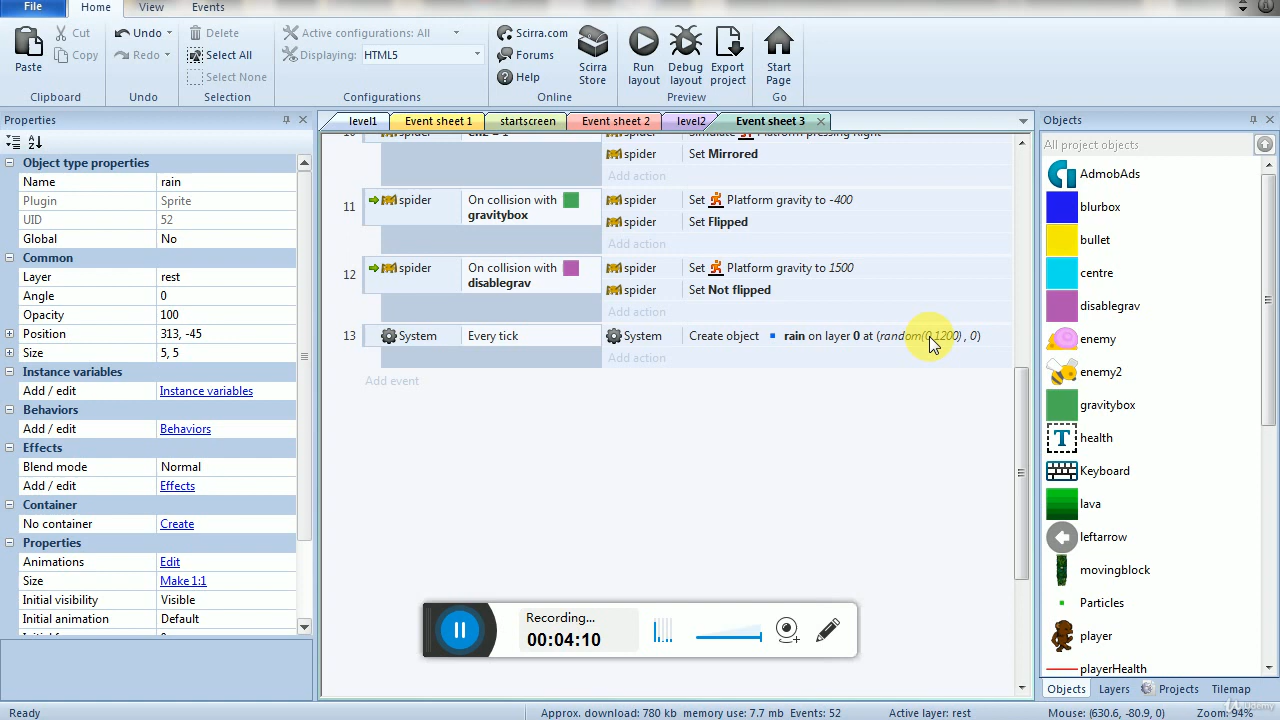 File
Home
View
Events
Paste
Cut
Copy
Clipboard
Undo
Redo
Undo
Delete
Select All
Select None
Selection
Active configurations: All
Displaying:
HTML5
Configurations
Scirra.com
Forums
Help
Scirra Store
Online
Run layout
Debug layout
Export project
Preview
Start Page
Go
Properties
Object type properties
Name rain
Plugin Sprite
UID 52
Global No
Common
Layer rest
Angle 0
Opacity 100
Position 313, -45
Size 5, 5
Instance variables
Add / edit Instance variables
Behaviors
Add / edit Behaviors
Effects
Blend mode Normal
Add / edit Effects
Container
No container Create
Properties
Animations Edit
Size Make 1:1
Initial visibility Visible
Initial animation Default
level1
Event sheet 1
startscreen
Event sheet 2
level2
Event sheet 3
spider Set Mirrored
Add action
11 spider On collision with gravitybox
spider Set Platform gravity to -400
spider Set Flipped
Add action
12 spider On collision with disablegrav
spider Set Platform gravity to 1500
spider Set Not flipped
Add action
13 System Every tick
System Create object rain on layer 0 at (random(0,1200) , 0)
Add action
Add event
Recording...
00:04:10
Objects
All project objects
AdmobAds
blurbox
bullet
centre
disablegrav
enemy
enemy2
gravitybox
T health
Keyboard
lava
leftarrow
movingblock
Particles
player
playerHealth
Objects
Layers
Projects
Tilemap
Udemy
Ready
Approx. download: 780 kb
memory use: 7.7 mb
Events: 52
Active layer: rest
Mouse: (630.6, -80.9, 0)
Zoom: 94%